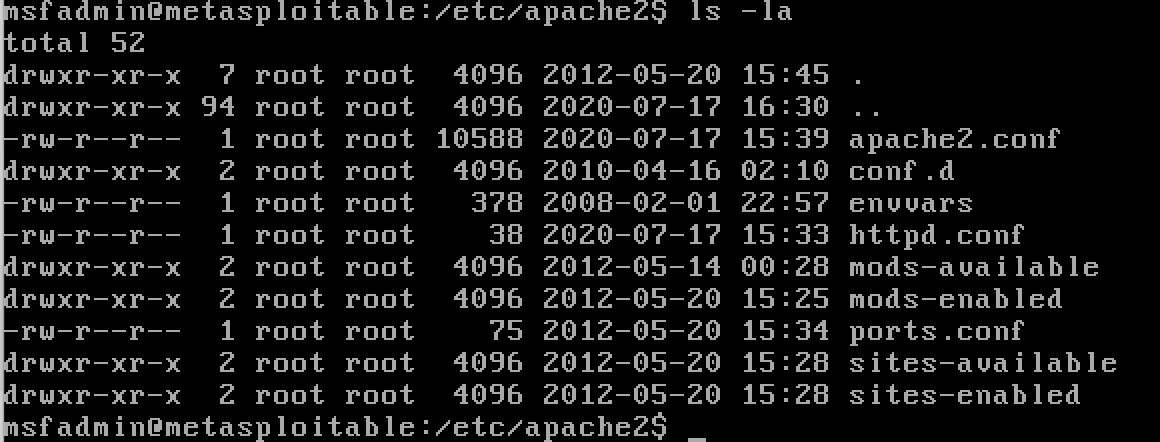 msfadmin@metasploitable:/etc/apache2$ ls -la
total 52
drwxr-xr-x  7 root root  4096 2012-05-20 15:45 .
drwxr-xr-x 94 root root  4096 2020-07-17 16:30 ..
-rw-r--r--  1 root root 10588 2020-07-17 15:39 apache2.conf
drwxr-xr-x  2 root root  4096 2010-04-16 02:10 conf.d
-rw-r--r--  1 root root   378 2008-02-01 22:57 envvars
-rw-r--r--  1 root root    38 2020-07-17 15:33 httpd.conf
drwxr-xr-x  2 root root  4096 2012-05-14 00:28 mods-available
drwxr-xr-x  2 root root  4096 2012-05-20 15:25 mods-enabled
-rw-r--r--  1 root root    75 2012-05-20 15:34 ports.conf
drwxr-xr-x  2 root root  4096 2012-05-20 15:28 sites-available
drwxr-xr-x  2 root root  4096 2012-05-20 15:28 sites-enabled
msfadmin@metasploitable:/etc/apache2$ _